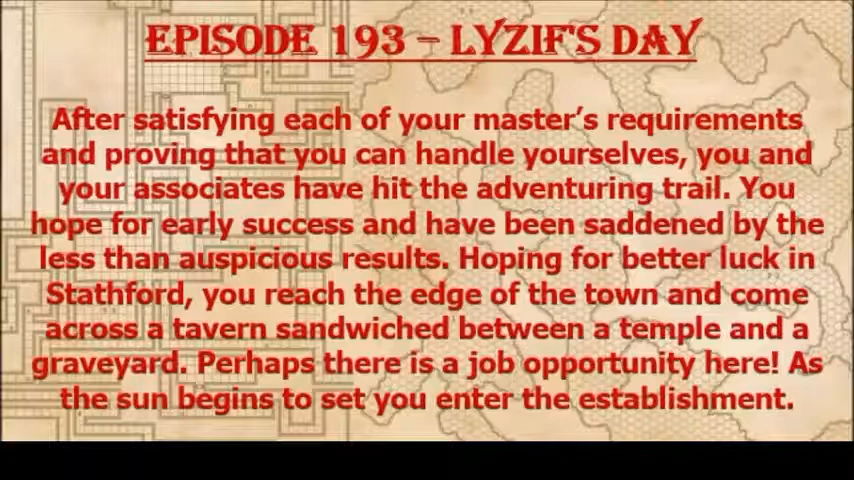 EPISODE 193 – LYZIF'S DAY
After satisfying each of your master’s requirements
and proving that you can handle yourselves, you and
your associates have hit the adventuring trail. You
hope for early success and have been saddened by the
less than auspicious results. Hoping for better luck in
Stathford, you reach the edge of the town and come
across a tavern sandwiched between a temple and a
graveyard. Perhaps there is a job opportunity here! As
the sun begins to set you enter the establishment.